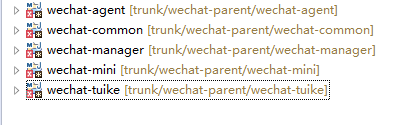 wechat-agent [trunk/wechat-parent/wechat-agent]
wechat-common [trunk/wechat-parent/wechat-common]
wechat-manager [trunk/wechat-parent/wechat-manager]
wechat-mini [trunk/wechat-parent/wechat-mini]
wechat-tuike [trunk/wechat-parent/wechat-tuike]